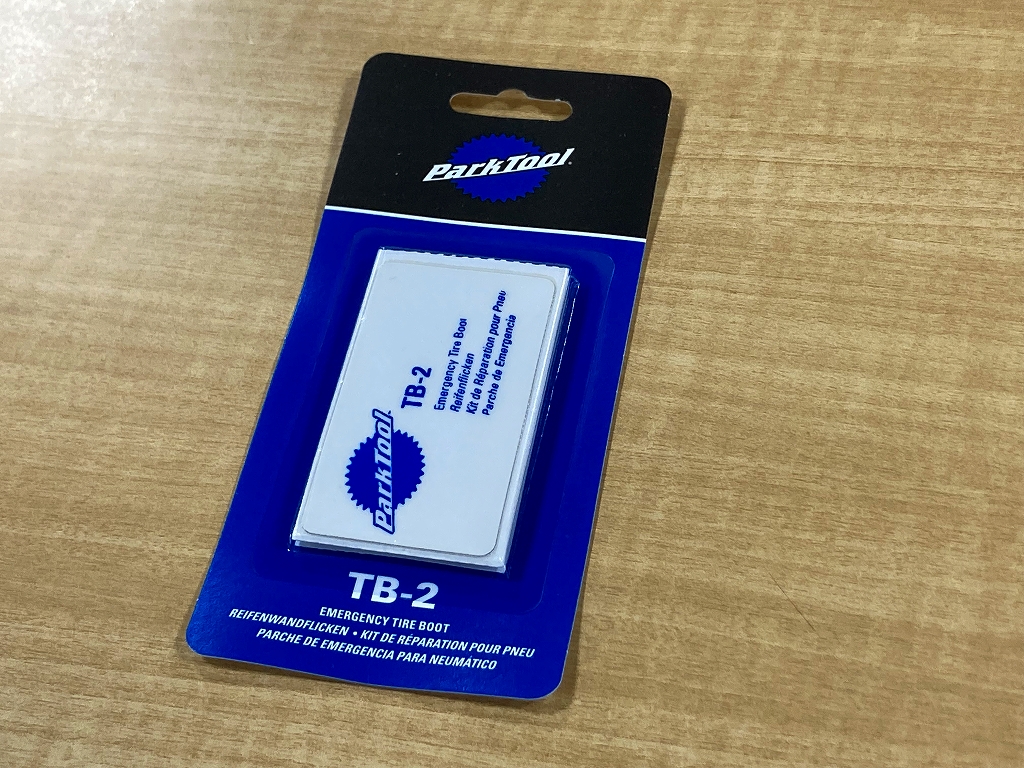 ParkTool
ParkTool
TB-2
Emergency Tire Boot
Reifenflicken
Kit de Réparation pour Pneu
Parche de Emergencia
TB-2
EMERGENCY TIRE BOOT
REIFENWANDFLICKEN • KIT DE RÉPARATION POUR PNEU
PARCHE DE EMERGENCIA PARA NEUMÁTICO